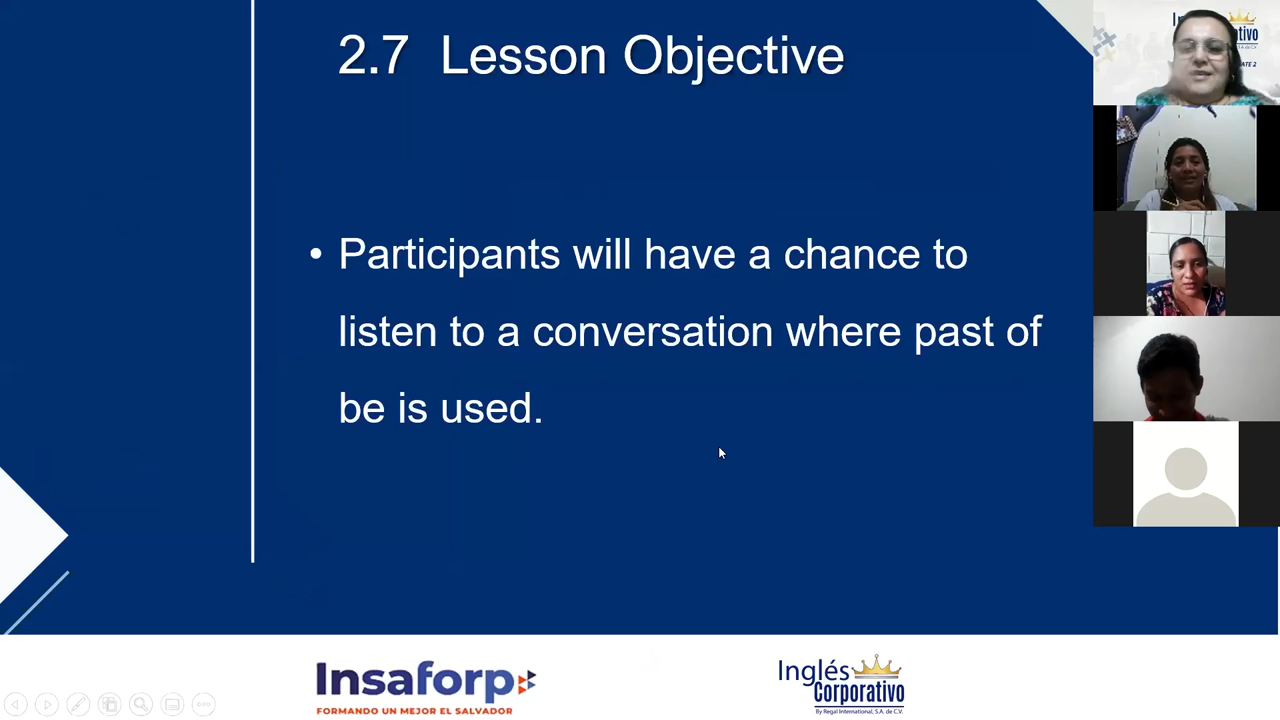 2.7 Lesson Objective
• Participants will have a chance to
listen to a conversation where past of
be is used.
Insaforp
FORMANDO UN MEJOR EL SALVADOR
Inglés
Corporativo
By Regal International, S.A. de C.V.